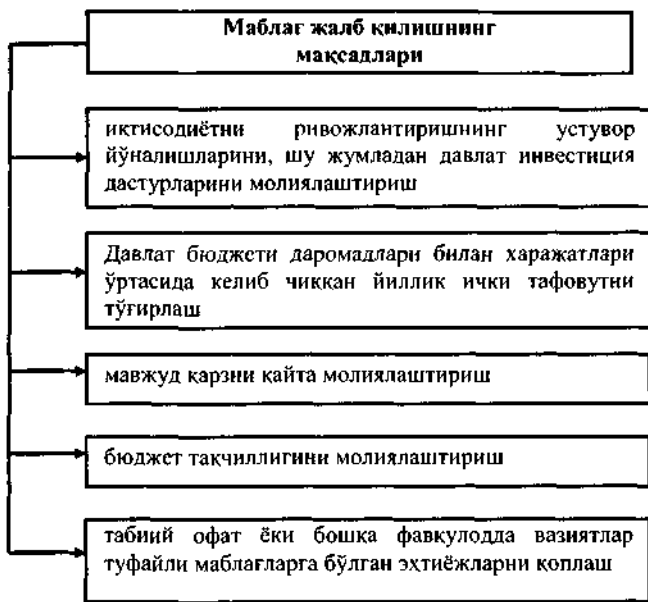 Маблағ жалб қилишнинг
мақсадлари
иқтисодиётни ривожлантиришнинг устувор
йўналишларини, шу жумладан давлат инвестиция
дастурларини молиялаштириш
Давлат бюджети даромадлари билан харажатлари
ўртасида келиб чиққан йиллик ички тафовутни
тўғирлаш
мавжуд қарзни қайта молиялаштириш
бюджет тақчиллигини молиялаштириш
табиий офат ёки бошқа фавқулодда вазиятлар
туфайли маблағларга бўлган эҳтиёжларни қоплаш